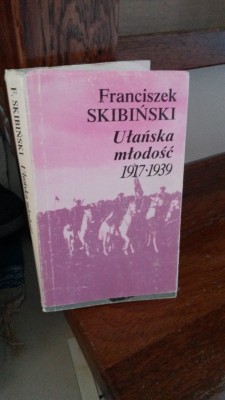 Franciszek
SKIBIŃSKI
Ułańska
młodość
1917-1939
F. SKIBIŃSKI